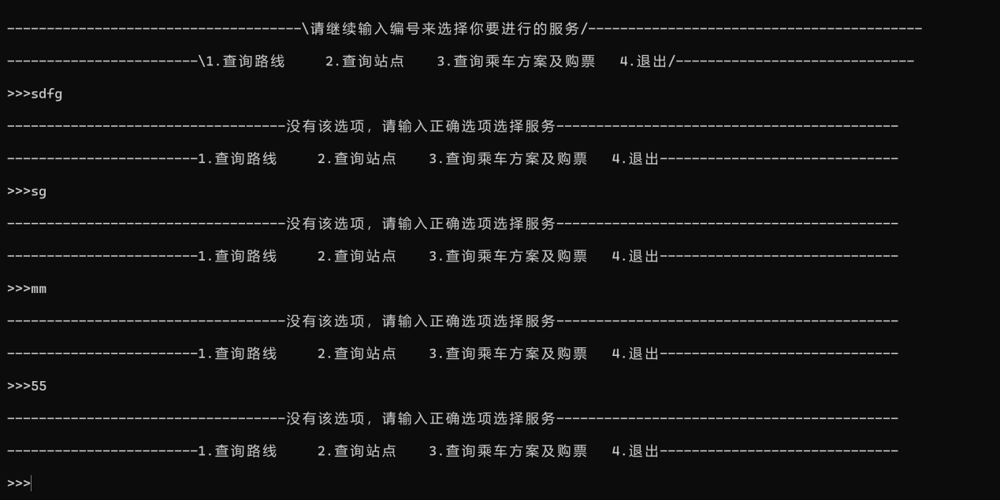 -------------------------------------\请继续输入编号来选择你要进行的服务/------------------------------------------
------------------------\1.查询路线     2.查询站点    3.查询乘车方案及购票   4.退出/------------------------------
>>>sdfg
-----------------------------------没有该选项，请输入正确选项选择服务-------------------------------------------
------------------------1.查询路线     2.查询站点    3.查询乘车方案及购票   4.退出------------------------------
>>>sg
-----------------------------------没有该选项，请输入正确选项选择服务-------------------------------------------
------------------------1.查询路线     2.查询站点    3.查询乘车方案及购票   4.退出------------------------------
>>>mm
-----------------------------------没有该选项，请输入正确选项选择服务-------------------------------------------
------------------------1.查询路线     2.查询站点    3.查询乘车方案及购票   4.退出------------------------------
>>>55
-----------------------------------没有该选项，请输入正确选项选择服务-------------------------------------------
------------------------1.查询路线     2.查询站点    3.查询乘车方案及购票   4.退出------------------------------
>>>